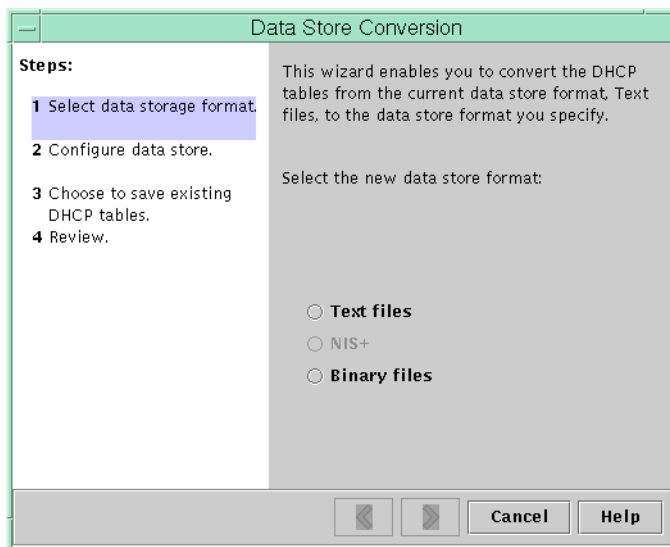 Data Store Conversion
Steps:
1 Select data storage format.
2 Configure data store.
3 Choose to save existing
DHCP tables.
4 Review.
This wizard enables you to convert the DHCP
tables from the current data store format, Text
files, to the data store format you specify.
Select the new data store format:
Text files
NIS+
Binary files
Cancel
Help